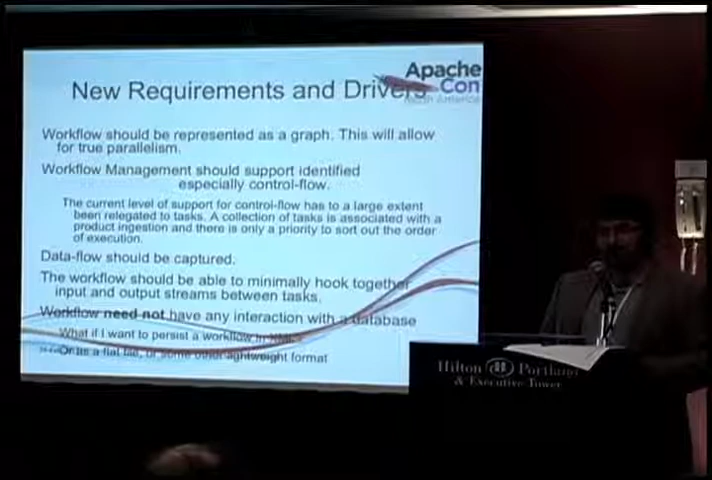 Apache
Con
North America
New Requirements and Drivers
Workflow should be represented as a graph. This will allow
for true parallelism.
Workflow Management should support identified
especially control-flow.
The current level of support for control-flow has to a large extent
been relegated to tasks. A collection of tasks is associated with a
product ingestion and there is only a priority to sort out the order
of execution.
Data-flow should be captured.
The workflow should be able to minimally hook together
input and output streams between tasks.
Workflow need not have any interaction with a database
What if I want to persist a workflow in
Or as a flat file, or some other lightweight format
Hilton Portland
& Executive Tower